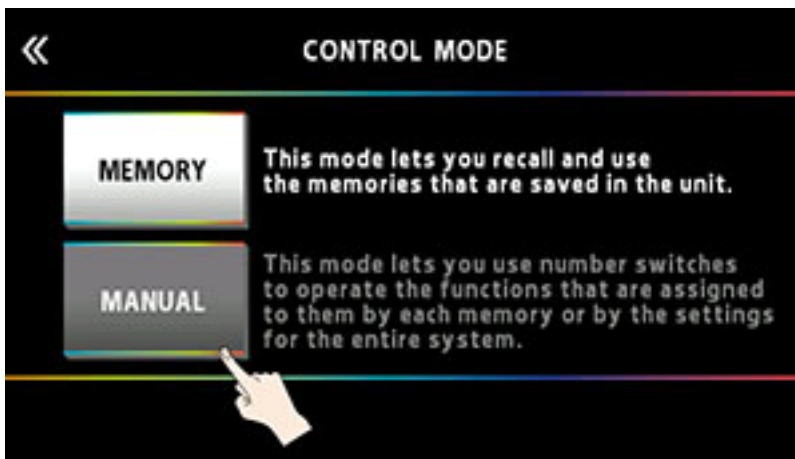 CONTROL MODE
MEMORY
This mode lets you recall and use
the memories that are saved in the unit.
MANUAL
This mode lets you use number switches
to operate the functions that are assigned
to them by each memory or by the settings
for the entire system.